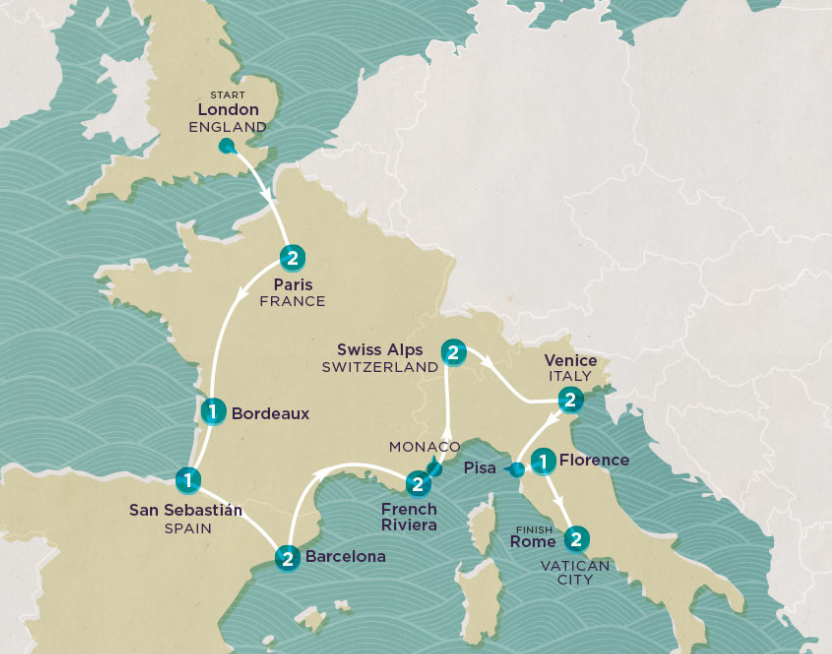 START
London
ENGLAND
2
Paris
FRANCE
Swiss Alps
SWITZERLAND
2
Venice
ITALY
2
1
Bordeaux
MONACO
Pisa
1
Florence
1
San Sebastián
SPAIN
2
French
Riviera
2
Barcelona
FINISH
Rome
2
VATICAN
CITY